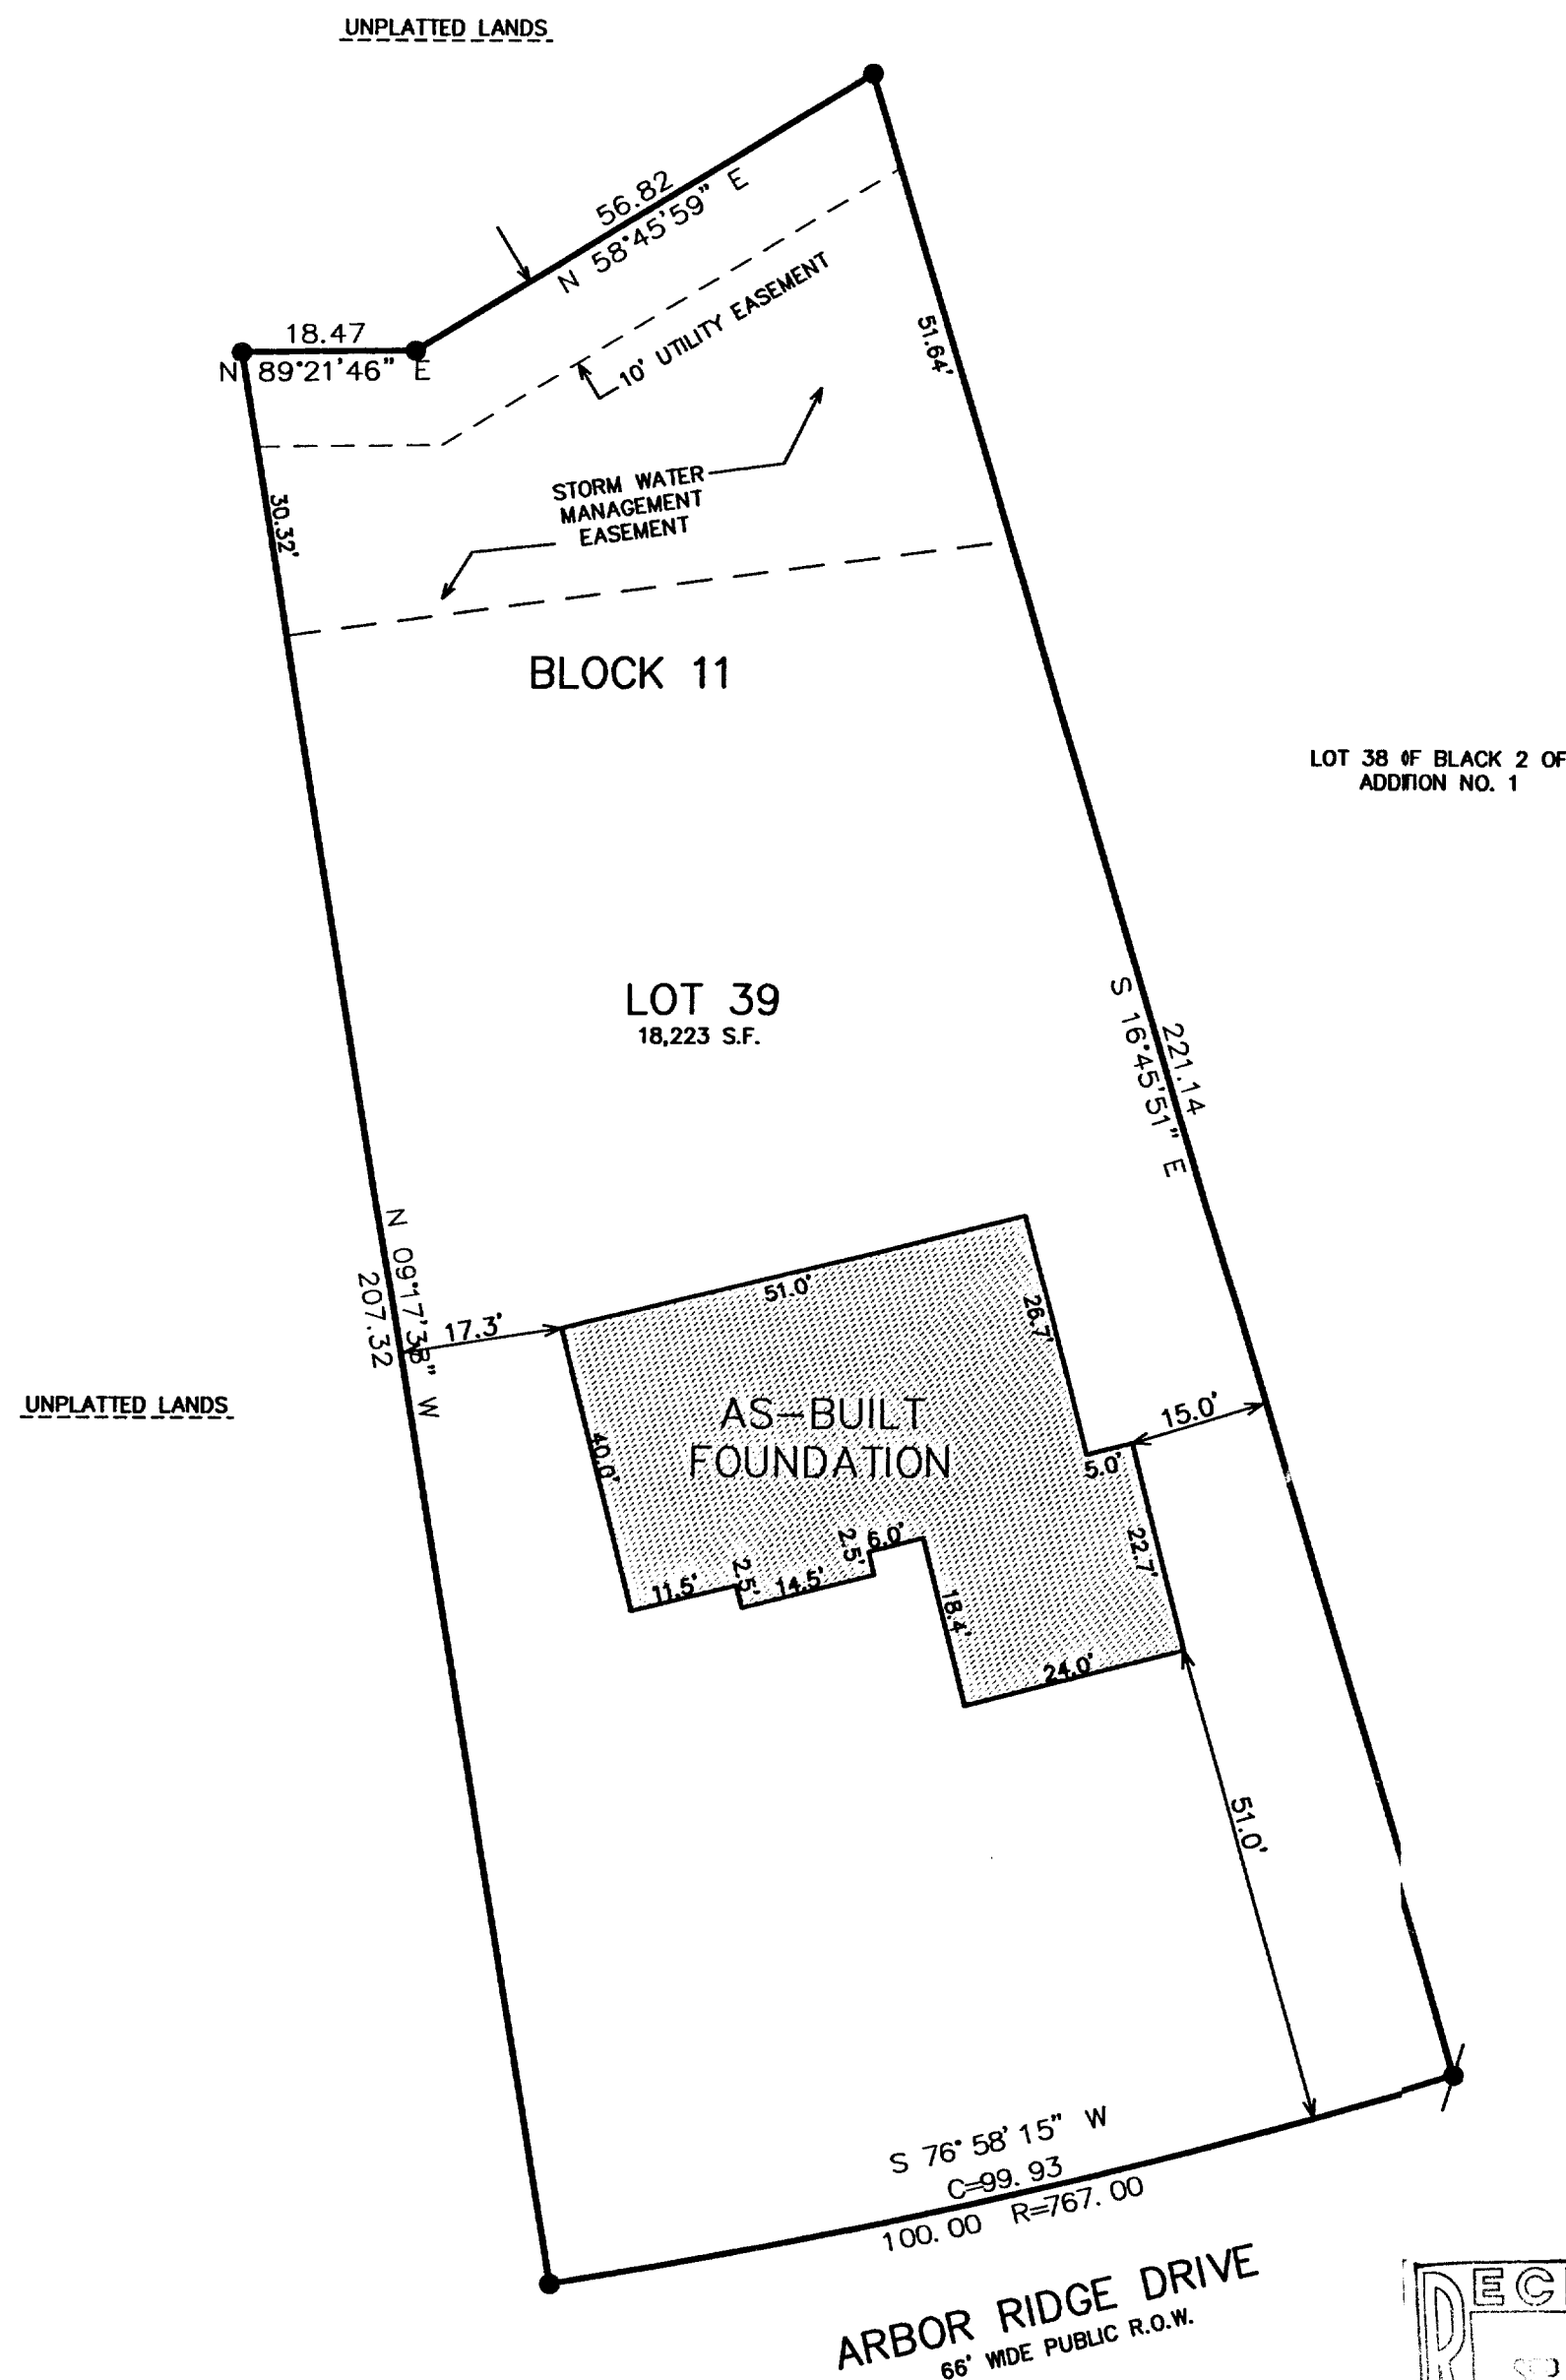 UNPLATTED LANDS
56.82
N 58°45'59" E
18.47
N 89°21'46" E
10' UTILITY EASEMENT
51.64'
30.32'
STORM WATER
MANAGEMENT
EASEMENT
BLOCK 11
LOT 38 OF BLACK 2 OF
ADDITION NO. 1
LOT 39
18,223 S.F.
S 16°45'51" E
221.14
N 09°17'38" W
207.32
17.3'
51.0'
26.7'
UNPLATTED LANDS
AS-BUILT
FOUNDATION
40.0'
15.0'
5.0'
22.7'
11.5'
2.5'
14.5'
2.5'
6.0'
18.4'
24.0'
51.0'
S 76°58'15" W
C=99.93
100.00 R=767.00
ARBOR RIDGE DRIVE
66' WIDE PUBLIC R.O.W.